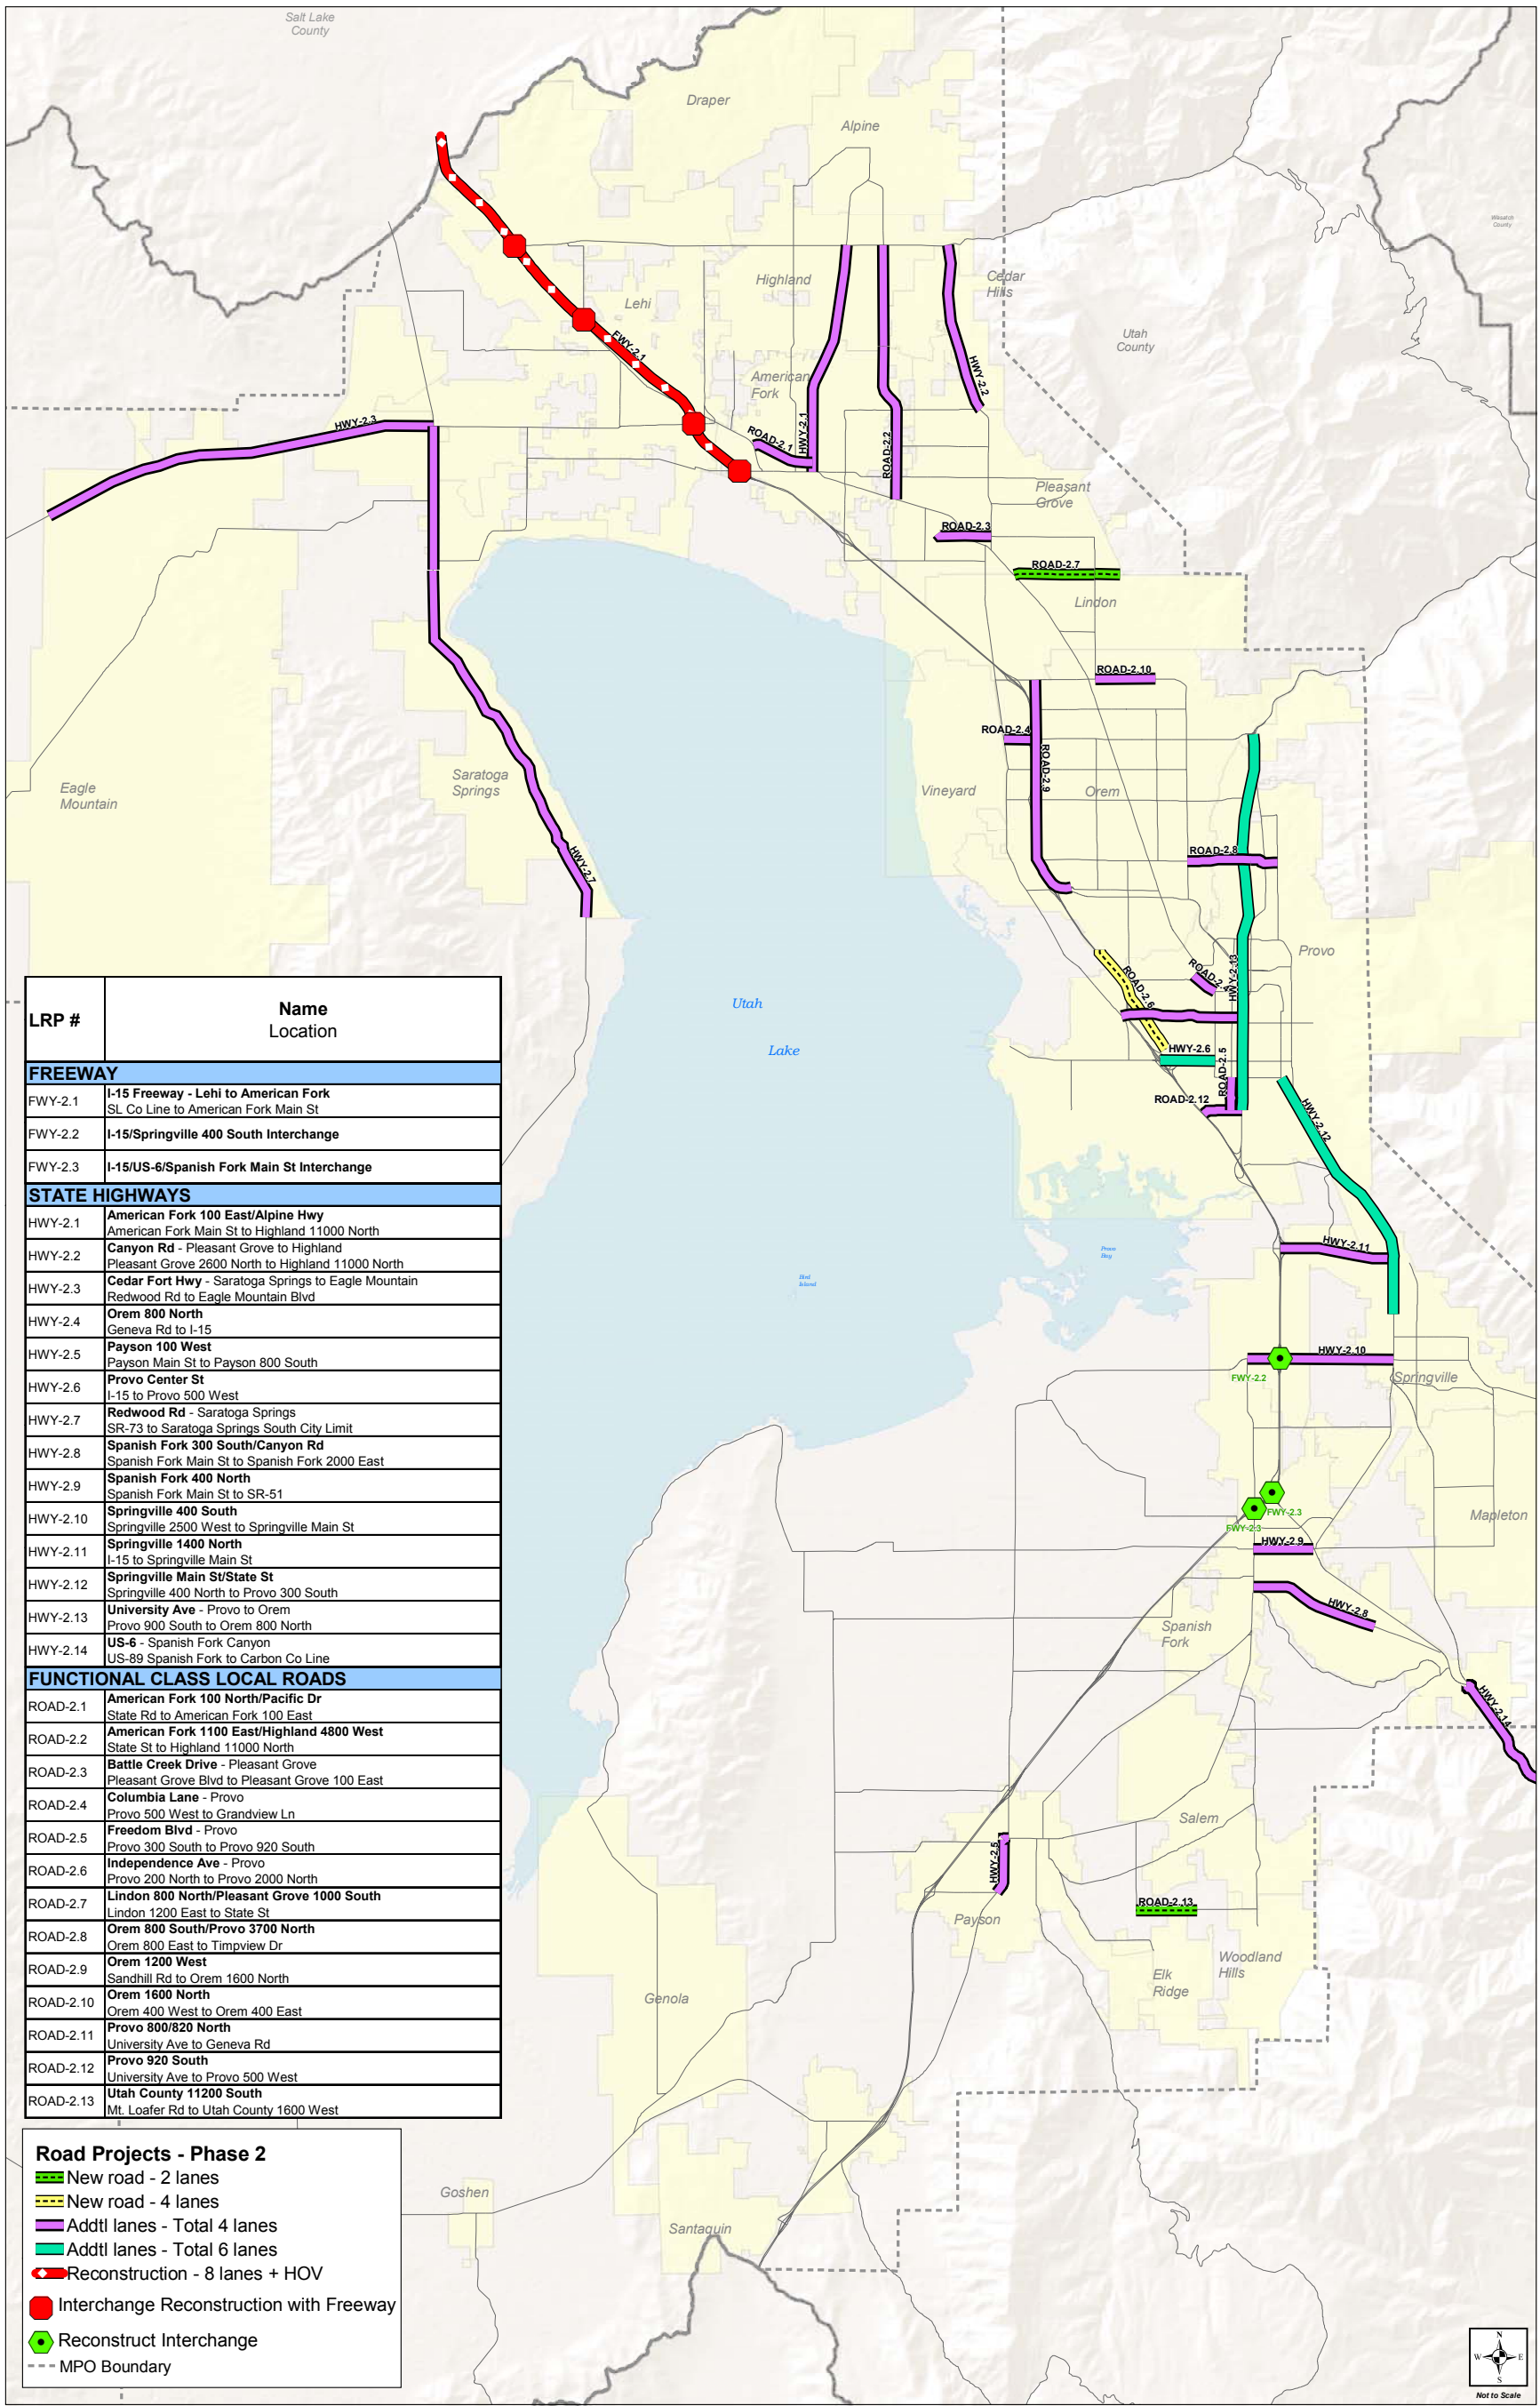 Salt Lake
County
Draper
Alpine
Wasatch
County
Highland
Cedar
Hills
Lehi
Utah
County
FWY-2.1
American
Fork
HWY-2.2
HWY-2.3
ROAD-2.1
HWY-2.1
ROAD-2.2
Pleasant
Grove
ROAD-2.3
ROAD-2.7
Lindon
ROAD-2.10
ROAD-2.4
ROAD-2.9
Eagle
Mountain
Saratoga
Springs
Vineyard
Orem
HWY-2.7
ROAD-2.8
Provo
ROAD-2.4
HWY-2.13
ROAD-2.6
Utah
Lake
HWY-2.6
ROAD-2.5
ROAD-2.12
HWY-2.12
HWY-2.11
Provo
Bay
Bird
Island
HWY-2.10
FWY-2.2
Springville
FWY-2.3
FWY-2.3
Mapleton
HWY-2.9
HWY-2.8
Spanish
Fork
HWY-2.14
Salem
HWY-2.5
Payson
ROAD-2.13
Woodland
Hills
Elk
Ridge
Genola
Goshen
Santaquin
LRP #
Name
Location
FREEWAY
FWY-2.1
I-15 Freeway - Lehi to American Fork
SL Co Line to American Fork Main St
FWY-2.2
I-15/Springville 400 South Interchange
FWY-2.3
I-15/US-6/Spanish Fork Main St Interchange
STATE HIGHWAYS
HWY-2.1
American Fork 100 East/Alpine Hwy
American Fork Main St to Highland 11000 North
HWY-2.2
Canyon Rd - Pleasant Grove to Highland
Pleasant Grove 2600 North to Highland 11000 North
HWY-2.3
Cedar Fort Hwy - Saratoga Springs to Eagle Mountain
Redwood Rd to Eagle Mountain Blvd
HWY-2.4
Orem 800 North
Geneva Rd to I-15
HWY-2.5
Payson 100 West
Payson Main St to Payson 800 South
HWY-2.6
Provo Center St
I-15 to Provo 500 West
HWY-2.7
Redwood Rd - Saratoga Springs
SR-73 to Saratoga Springs South City Limit
HWY-2.8
Spanish Fork 300 South/Canyon Rd
Spanish Fork Main St to Spanish Fork 2000 East
HWY-2.9
Spanish Fork 400 North
Spanish Fork Main St to SR-51
HWY-2.10
Springville 400 South
Springville 2500 West to Springville Main St
HWY-2.11
Springville 1400 North
I-15 to Springville Main St
HWY-2.12
Springville Main St/State St
Springville 400 North to Provo 300 South
HWY-2.13
University Ave - Provo to Orem
Provo 900 South to Orem 800 North
HWY-2.14
US-6 - Spanish Fork Canyon
US-89 Spanish Fork to Carbon Co Line
FUNCTIONAL CLASS LOCAL ROADS
ROAD-2.1
American Fork 100 North/Pacific Dr
State Rd to American Fork 100 East
ROAD-2.2
American Fork 1100 East/Highland 4800 West
State St to Highland 11000 North
ROAD-2.3
Battle Creek Drive - Pleasant Grove
Pleasant Grove Blvd to Pleasant Grove 100 East
ROAD-2.4
Columbia Lane - Provo
Provo 500 West to Grandview Ln
ROAD-2.5
Freedom Blvd - Provo
Provo 300 South to Provo 920 South
ROAD-2.6
Independence Ave - Provo
Provo 200 North to Provo 2000 North
ROAD-2.7
Lindon 800 North/Pleasant Grove 1000 South
Lindon 1200 East to State St
ROAD-2.8
Orem 800 South/Provo 3700 North
Orem 800 East to Timpview Dr
ROAD-2.9
Orem 1200 West
Sandhill Rd to Orem 1600 North
ROAD-2.10
Orem 1600 North
Orem 400 West to Orem 400 East
ROAD-2.11
Provo 800/820 North
University Ave to Geneva Rd
ROAD-2.12
Provo 920 South
University Ave to Provo 500 West
ROAD-2.13
Utah County 11200 South
Mt. Loafer Rd to Utah County 1600 West
Road Projects - Phase 2
New road - 2 lanes
New road - 4 lanes
Addtl lanes - Total 4 lanes
Addtl lanes - Total 6 lanes
Reconstruction - 8 lanes + HOV
Interchange Reconstruction with Freeway
Reconstruct Interchange
MPO Boundary
N
W E
S
Not to Scale